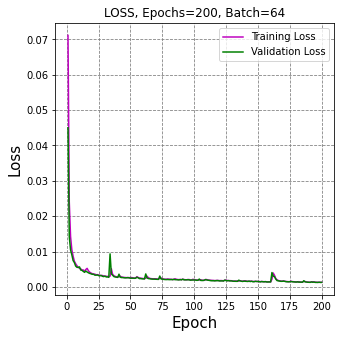 LOSS, Epochs=200, Batch=64
Training Loss
Validation Loss
0.07
0.06
0.05
0.04
0.03
0.02
0.01
0.00
Loss
0 25 50 75 100 125 150 175 200
Epoch